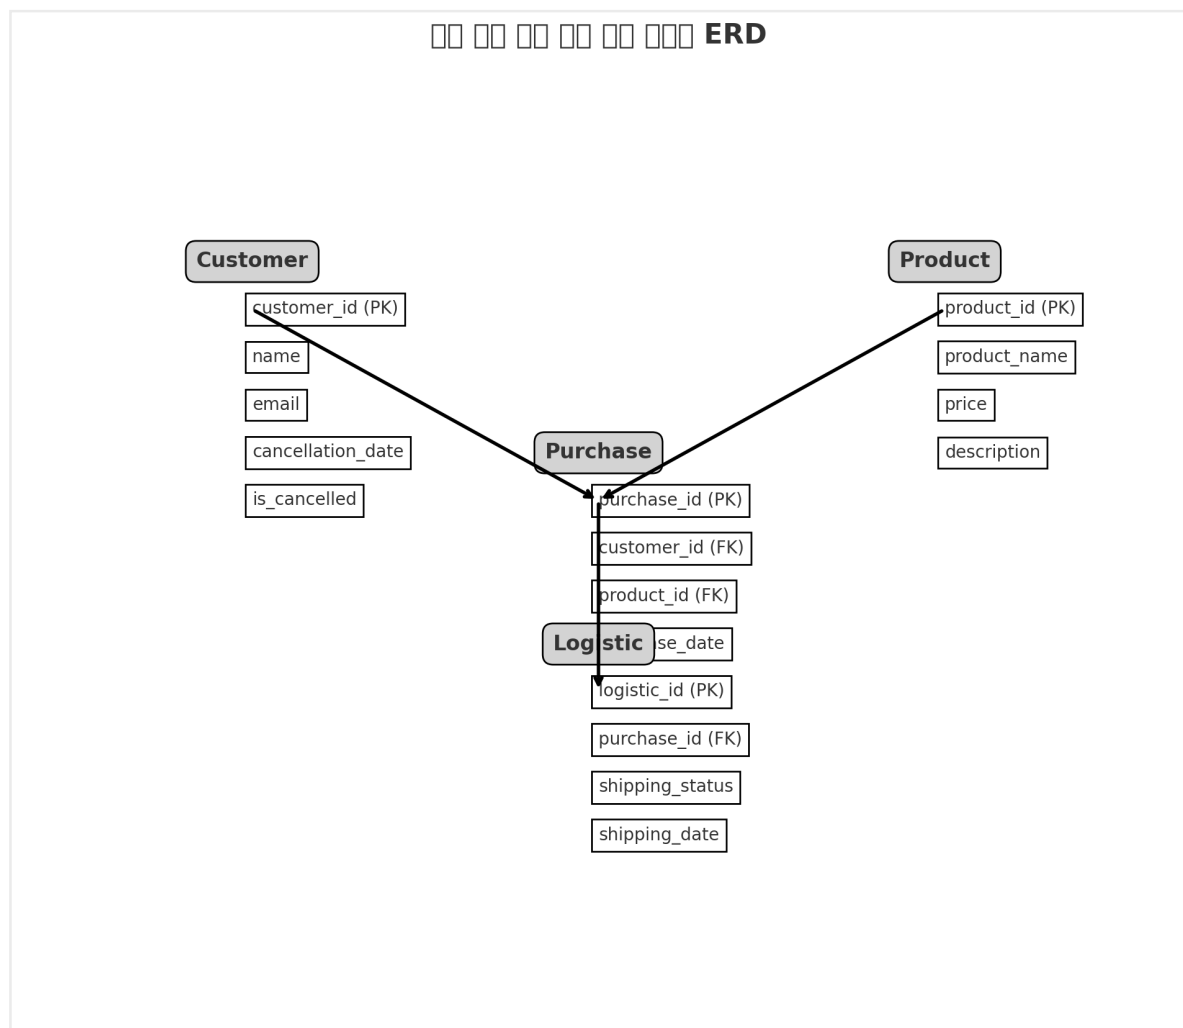 ERD
Customer
customer_id (PK)
name
email
cancellation_date
is_cancelled
Product
product_id (PK)
product_name
price
description
Purchase
purchase_id (PK)
customer_id (FK)
product_id (FK)
Logistic
logistic_id (PK)
purchase_id (FK)
shipping_status
shipping_date